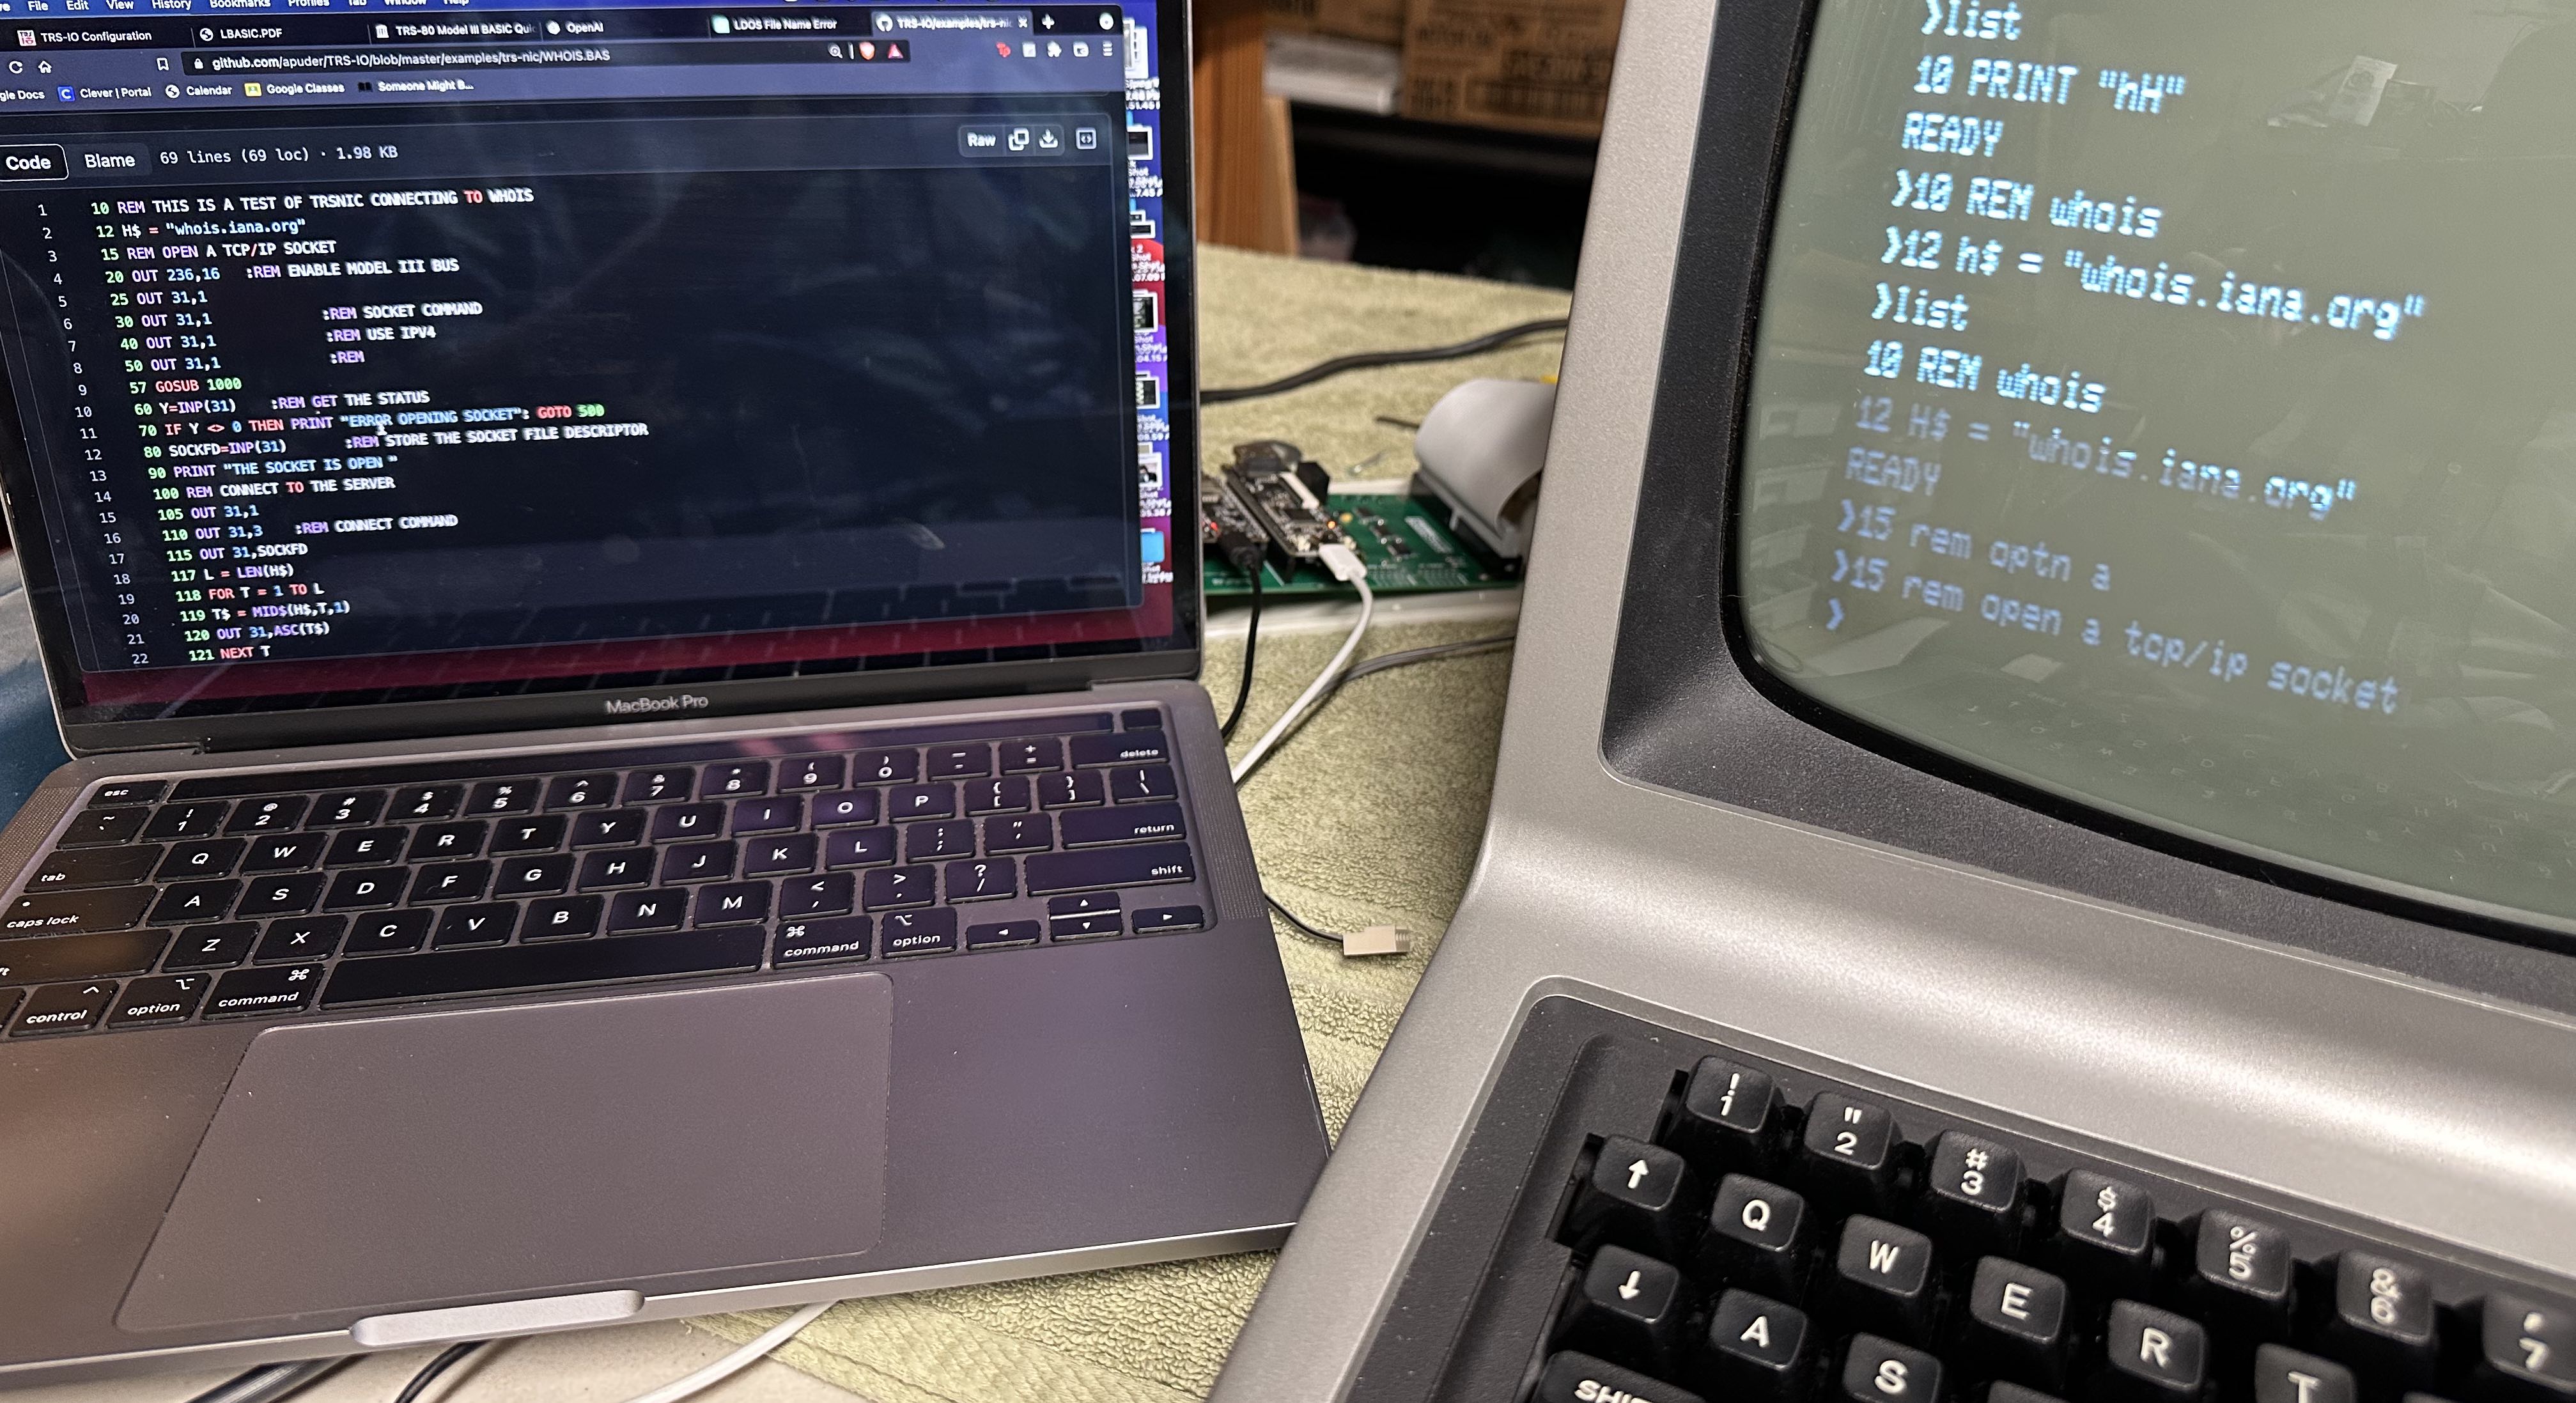 File Edit View History Bookmarks Profiles Tab Window Help
TRS-IO Configuration
LBASIC.PDF
TRS-80 Model III BASIC Qui
OpenAI
LDOS File Name Error
TRS-IO/examples/trs-ni
github.com/apuder/TRS-IO/blob/master/examples/trs-nic/WHOIS.BAS
gle Docs
Clever | Portal
Calendar
Google Classes
Someone Might B...
Code Blame 69 lines (69 loc) · 1.98 KB
Raw
1 10 REM THIS IS A TEST OF TRSNIC CONNECTING TO WHOIS
2 12 H$ = "whois.iana.org"
3 15 REM OPEN A TCP/IP SOCKET
4 20 OUT 236,16 :REM ENABLE MODEL III BUS
5 25 OUT 31,1
6 30 OUT 31,1 :REM SOCKET COMMAND
7 40 OUT 31,1 :REM USE IPV4
8 50 OUT 31,1 :REM
9 57 GOSUB 1000
10 60 Y=INP(31) :REM GET THE STATUS
11 70 IF Y <> 0 THEN PRINT "ERROR OPENING SOCKET": GOTO 500
12 80 SOCKFD=INP(31) :REM STORE THE SOCKET FILE DESCRIPTOR
13 90 PRINT "THE SOCKET IS OPEN "
14 100 REM CONNECT TO THE SERVER
15 105 OUT 31,1
16 110 OUT 31,3 :REM CONNECT COMMAND
17 115 OUT 31,SOCKFD
18 117 L = LEN(H$)
19 118 FOR T = 1 TO L
20 119 T$ = MID$(H$,T,1)
21 120 OUT 31,ASC(T$)
22 121 NEXT T
MacBook Pro
esc
~ ! 1 @ 2 # 3 $ 4 % 5 ^ 6 & 7 * 8 ( 9 ) 0 — - + = delete
tab Q W E R T Y U I O P { [ } ] | \
caps lock A S D F G H J K L : ; " ' return
Z X C V B N M < , > . ? / shift
control option command command option
>list
10 PRINT "hH"
READY
>10 REM whois
>12 h$ = "whois.iana.org"
>list
10 REM whois
12 H$ = "whois.iana.org"
READY
>15 rem optn a
>15 rem open a tcp/ip socket
>
! 1 " 2 # 3 $ 4 % 5 & 6 ' 7
↑ Q W E R T
↓ A S
SHI